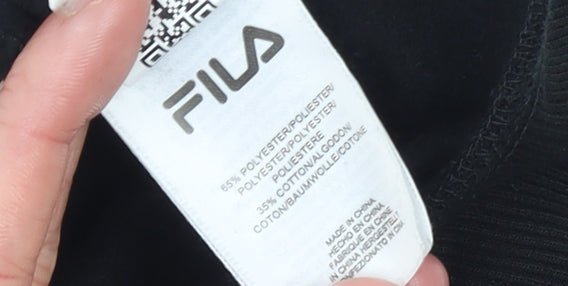 FILA
65% POLYESTER/POLIESTER/
POLYESTER/POLYESTER/
POLIESTERE
35% COTTON/ALGODON/
COTON/BAUMWOLLE/COTONE
MADE IN CHINA
HECHO EN CHINA
FABRIQUE EN CHINE
IN CHINA HERGESTELLT
CONFEZIONATO IN CINA